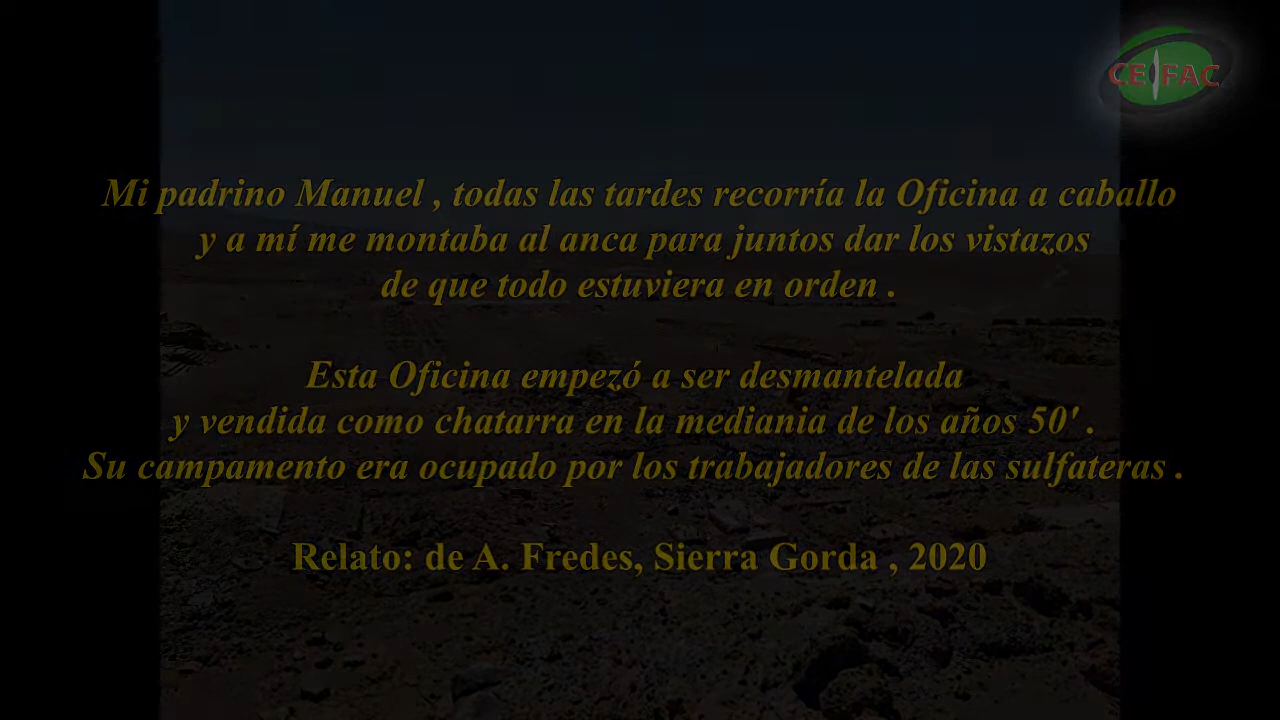 CEIFAC
Mi padrino Manuel , todas las tardes recorría la Oficina a caballo
y a mí me montaba al anca para juntos dar los vistazos
de que todo estuviera en orden .
Esta Oficina empezó a ser desmantelada
y vendida como chatarra en la mediania de los años 50' .
Su campamento era ocupado por los trabajadores de las sulfateras .
Relato: de A. Fredes, Sierra Gorda , 2020